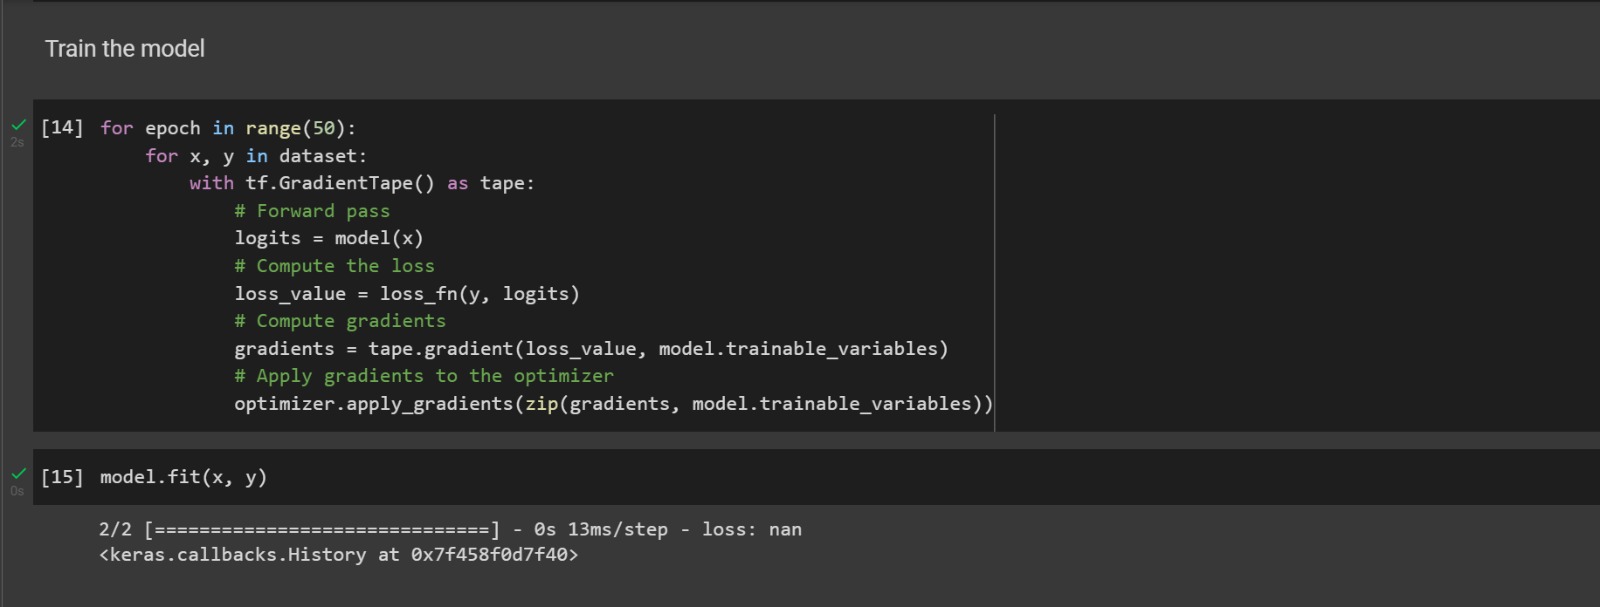 Train the model
2s
[14] for epoch in range(50):
for x, y in dataset:
with tf.GradientTape() as tape:
# Forward pass
logits = model(x)
# Compute the loss
loss_value = loss_fn(y, logits)
# Compute gradients
gradients = tape.gradient(loss_value, model.trainable_variables)
# Apply gradients to the optimizer
optimizer.apply_gradients(zip(gradients, model.trainable_variables))
0s
[15] model.fit(x, y)
2/2 [==============================] - 0s 13ms/step - loss: nan
<keras.callbacks.History at 0x7f458f0d7f40>